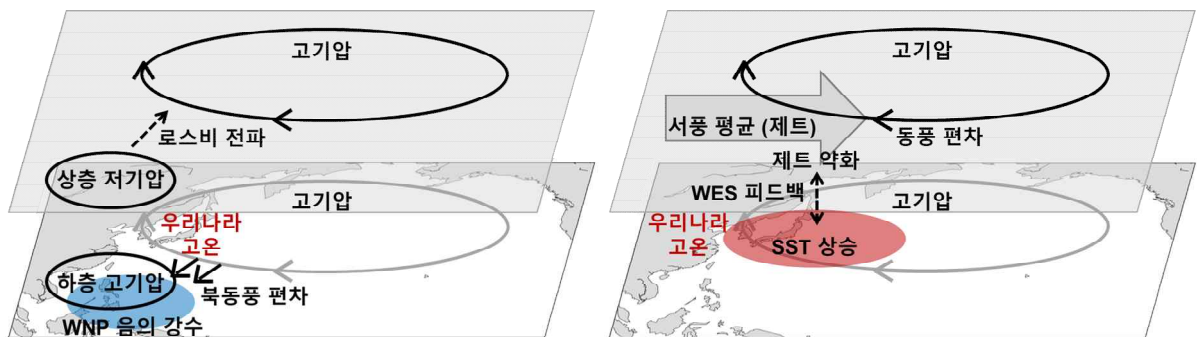 고기압
로스비 전파
상층 저기압
고기압
우리나라
고온
하층 고기압
북동풍 편차
WNP 음의 강수
고기압
서풍 평균 (제트)
동풍 편차
제트 약화
WES 피드백
고기압
우리나라
고온
SST 상승